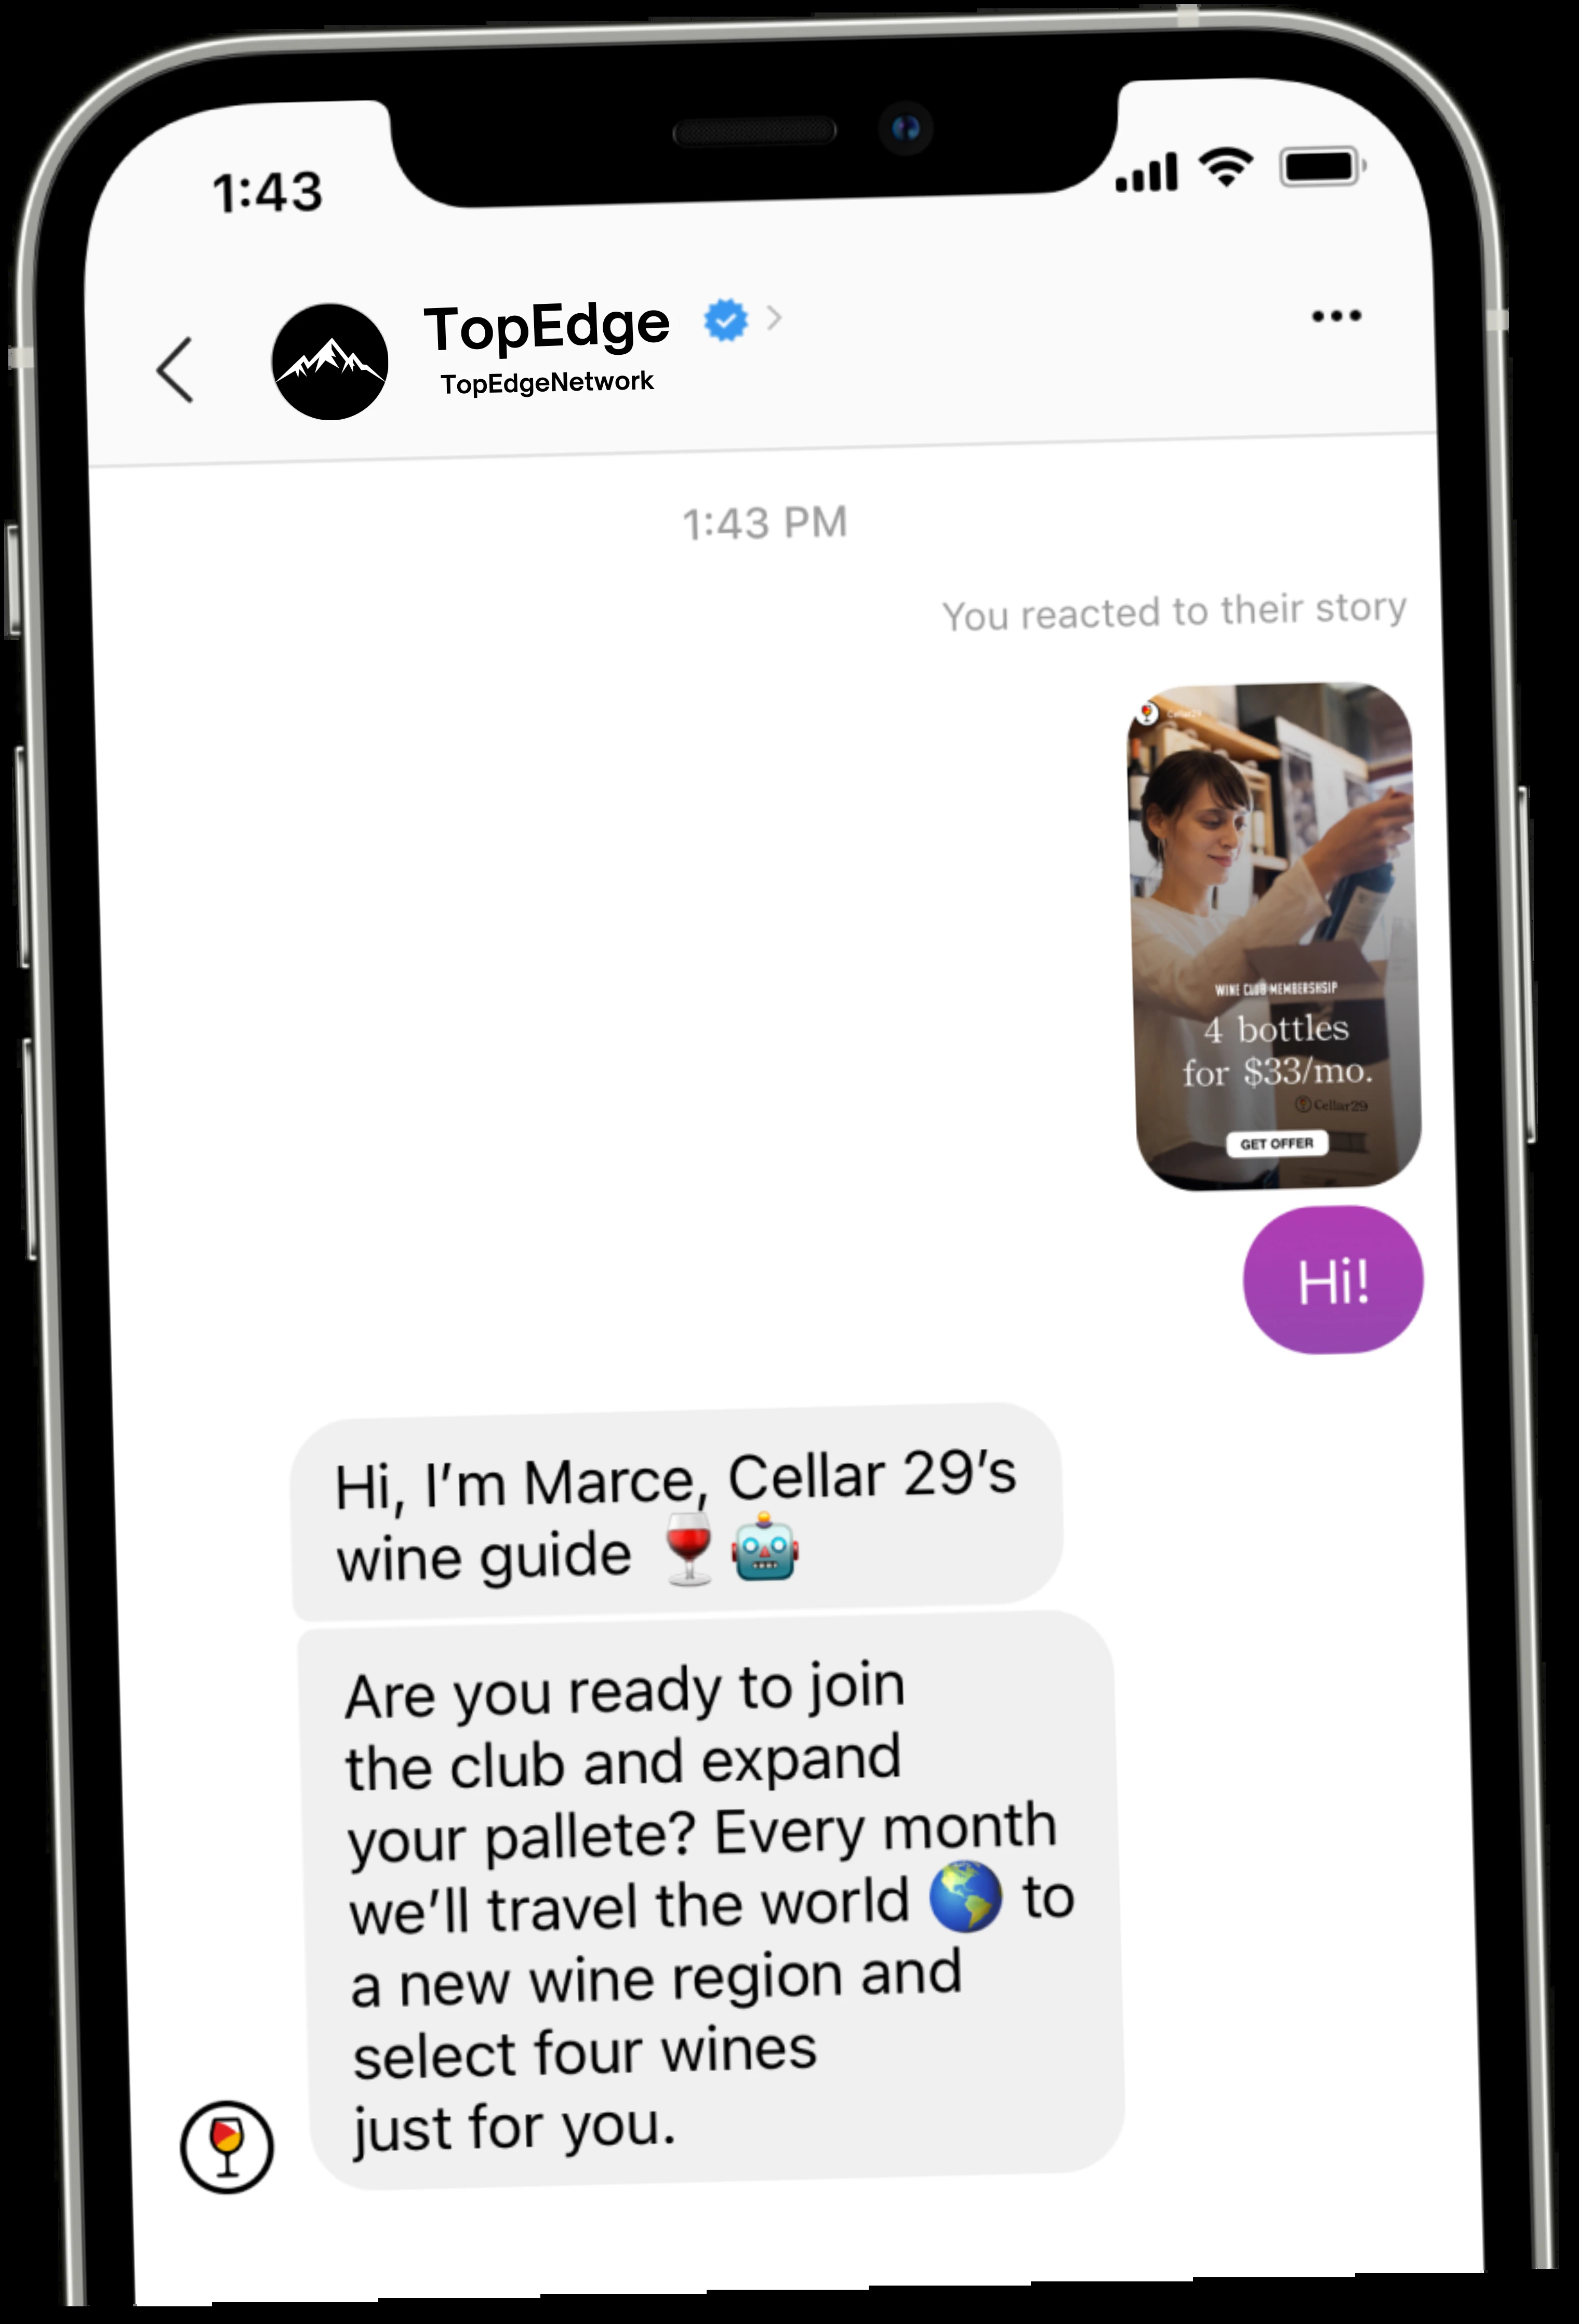 1:43
TopEdge
TopEdgeNetwork
1:43 PM
You reacted to their story
Cellar29
WINE CLUB MEMBERSHSIP
4 bottles
for $33/mo.
Cellar29
GET OFFER
Hi!
Hi, I’m Marce, Cellar 29’s
wine guide 🍷🤖
Are you ready to join
the club and expand
your pallete? Every month
we’ll travel the world 🌎 to
a new wine region and
select four wines
just for you.